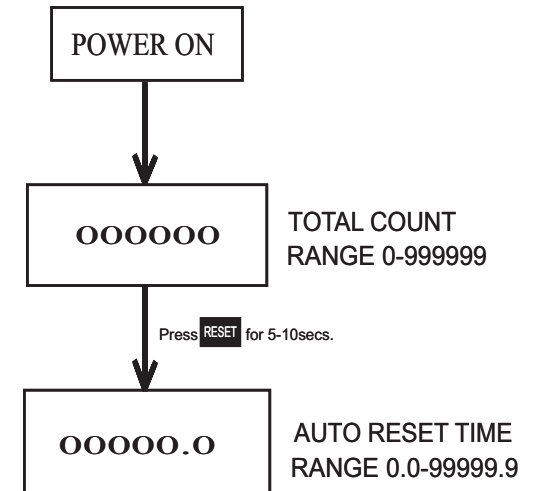 POWER ON
000000
TOTAL COUNT
RANGE 0-999999
Press RESET for 5-10secs.
00000.0
AUTO RESET TIME
RANGE 0.0-99999.9